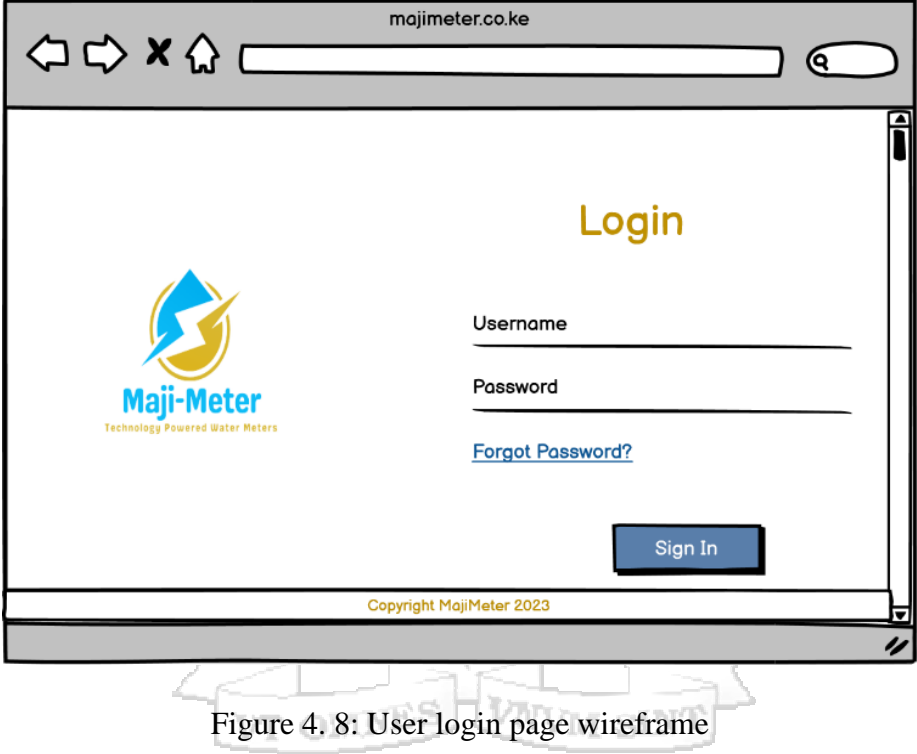 majimeter.co.ke
Login
Username
Password
Forgot Password?
Sign In
Maji-Meter
Technology Powered Water Meters
Copyright MajiMeter 2023
Figure 4. 8: User login page wireframe